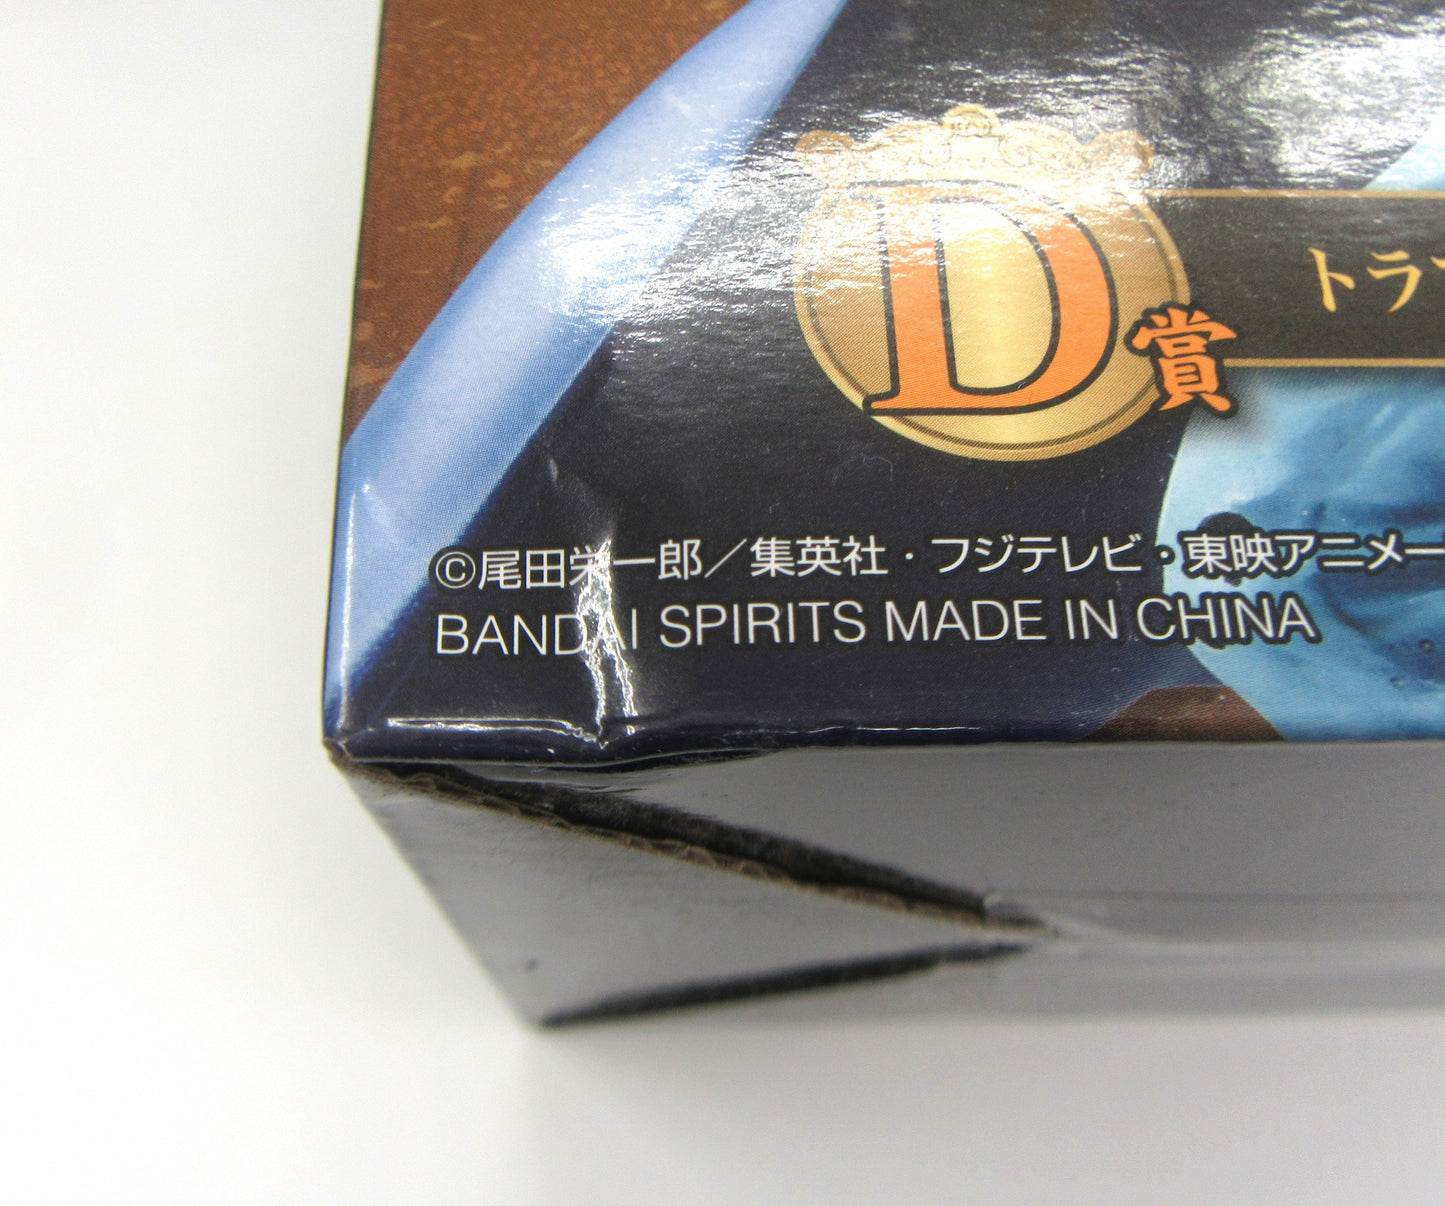 D賞
トラ
©尾田栄一郎／集英社・フジテレビ・東映アニメー
BANDAI SPIRITS MADE IN CHINA